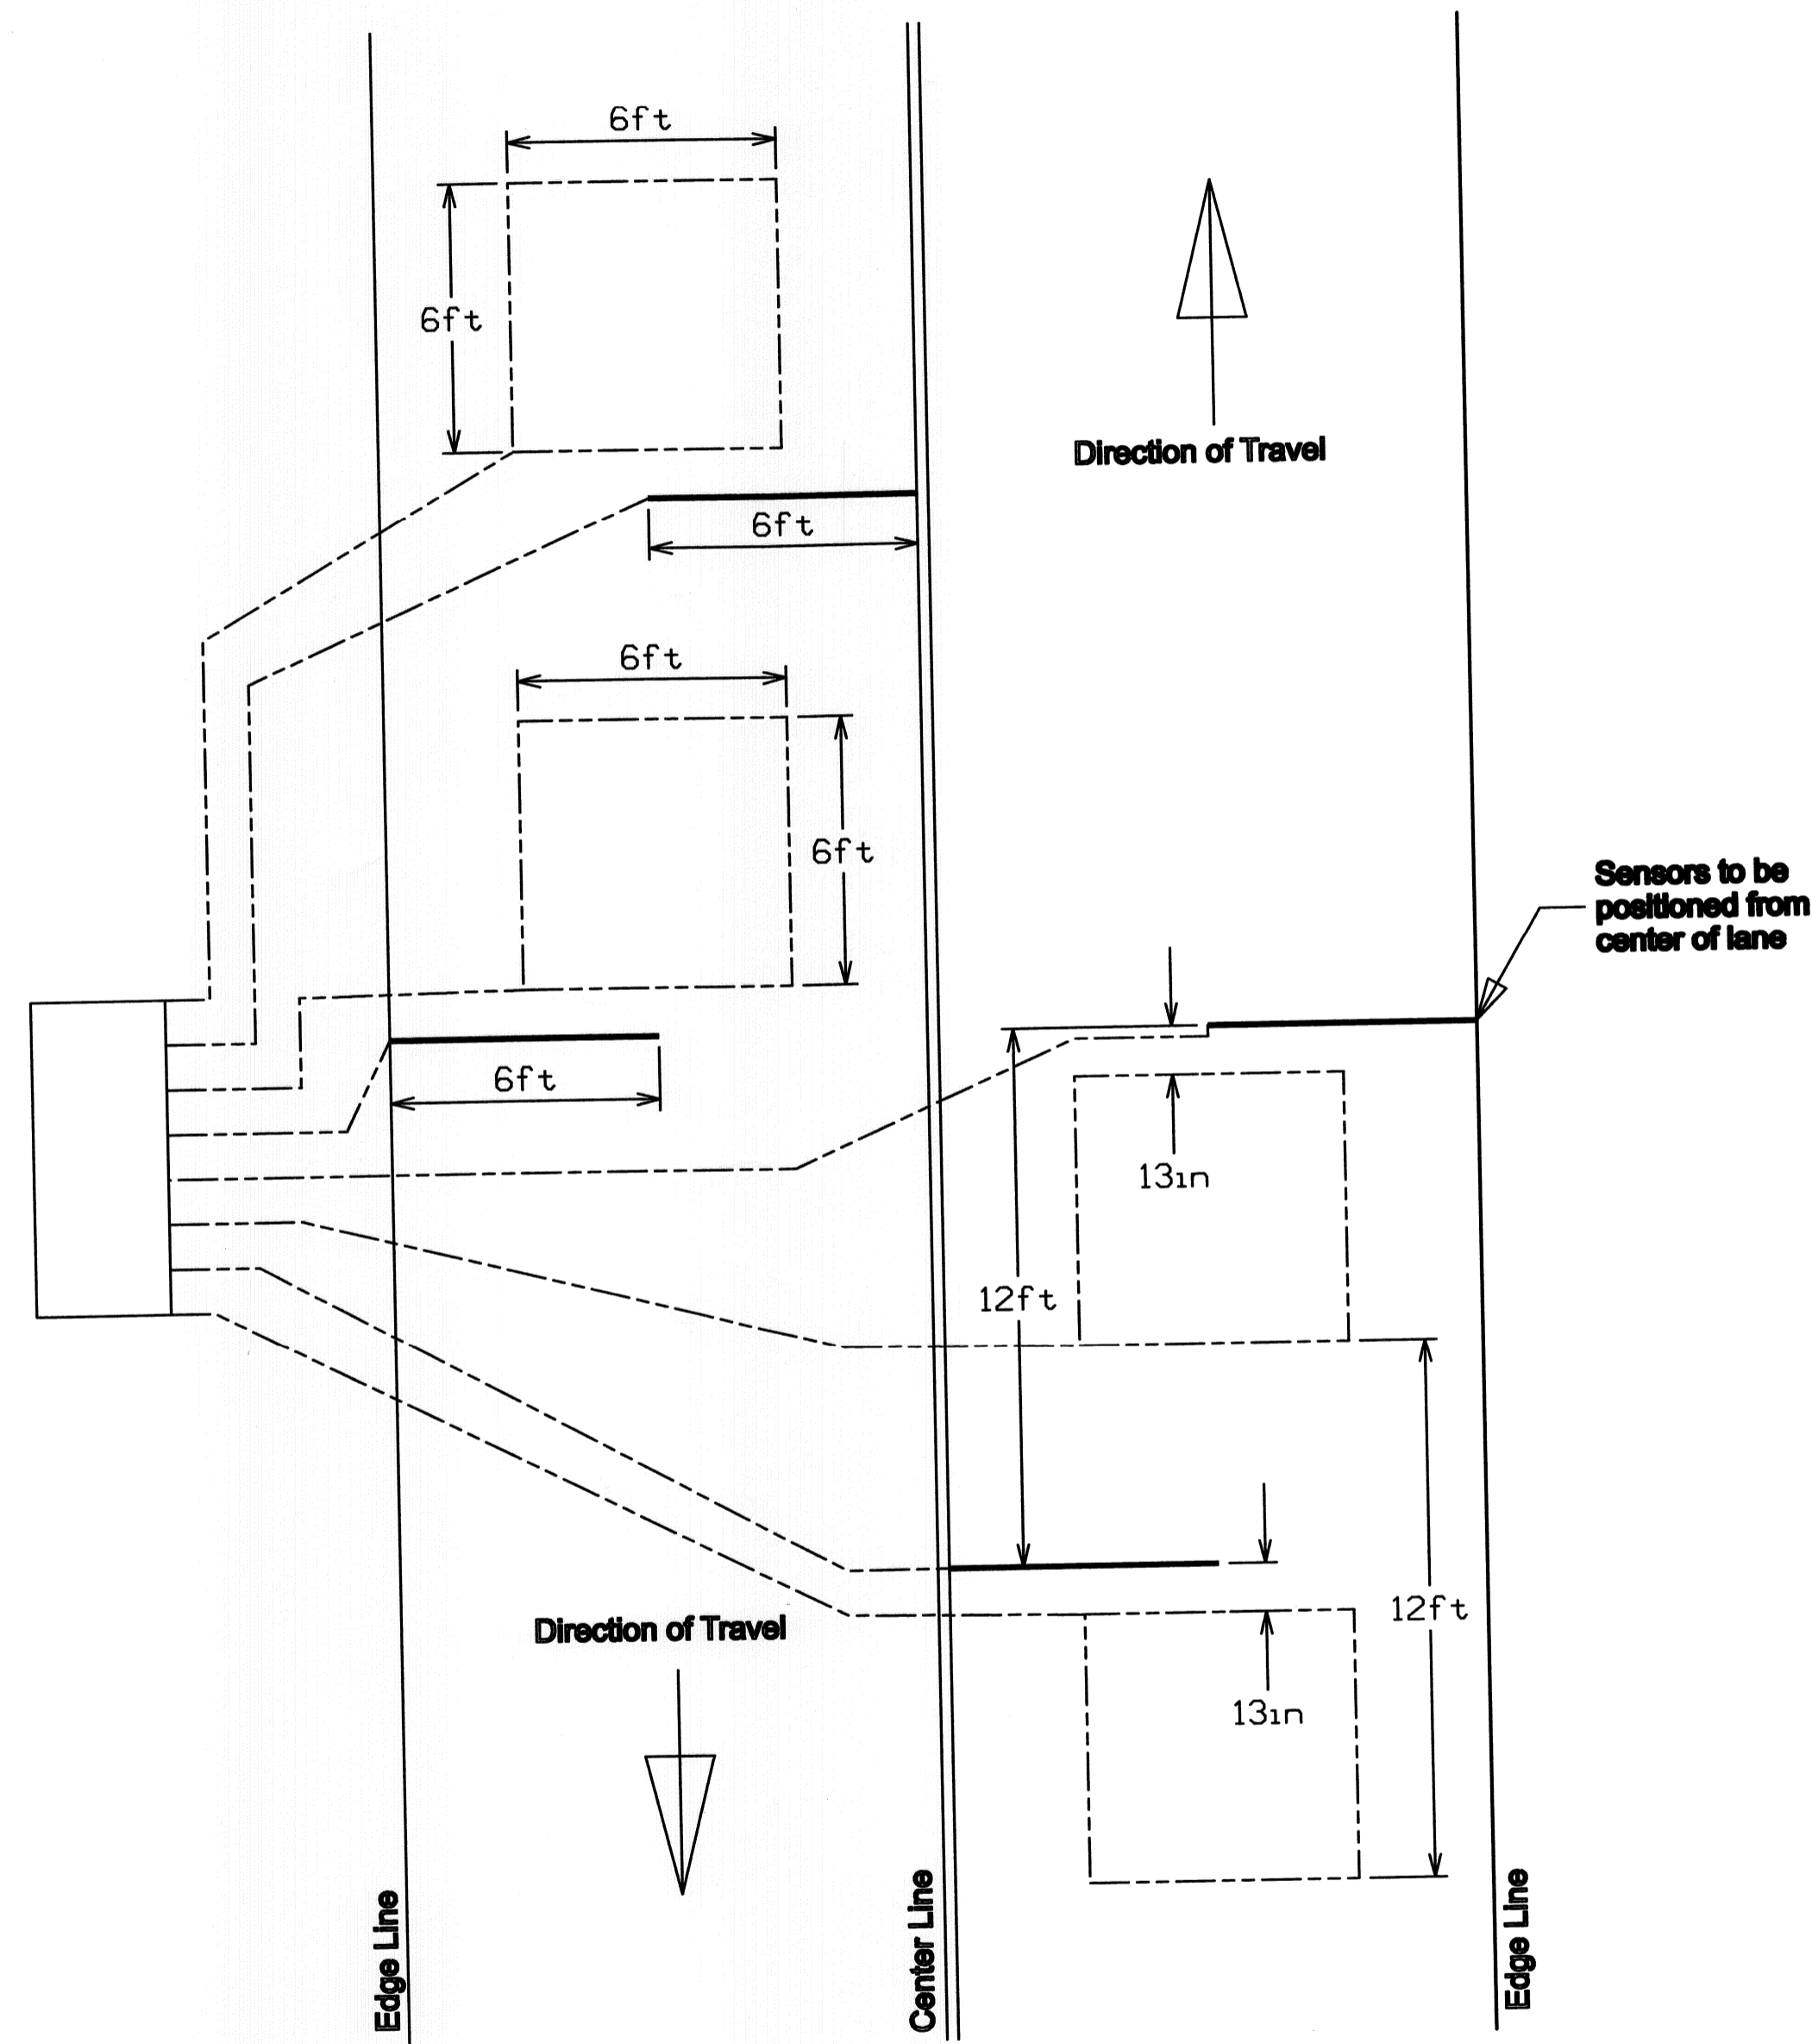 6ft
6ft
Direction of Travel
6ft
6ft
6ft
Sensors to be
positioned from
center of lane
6ft
13in
12ft
12ft
Direction of Travel
13in
Edge Line
Center Line
Edge Line